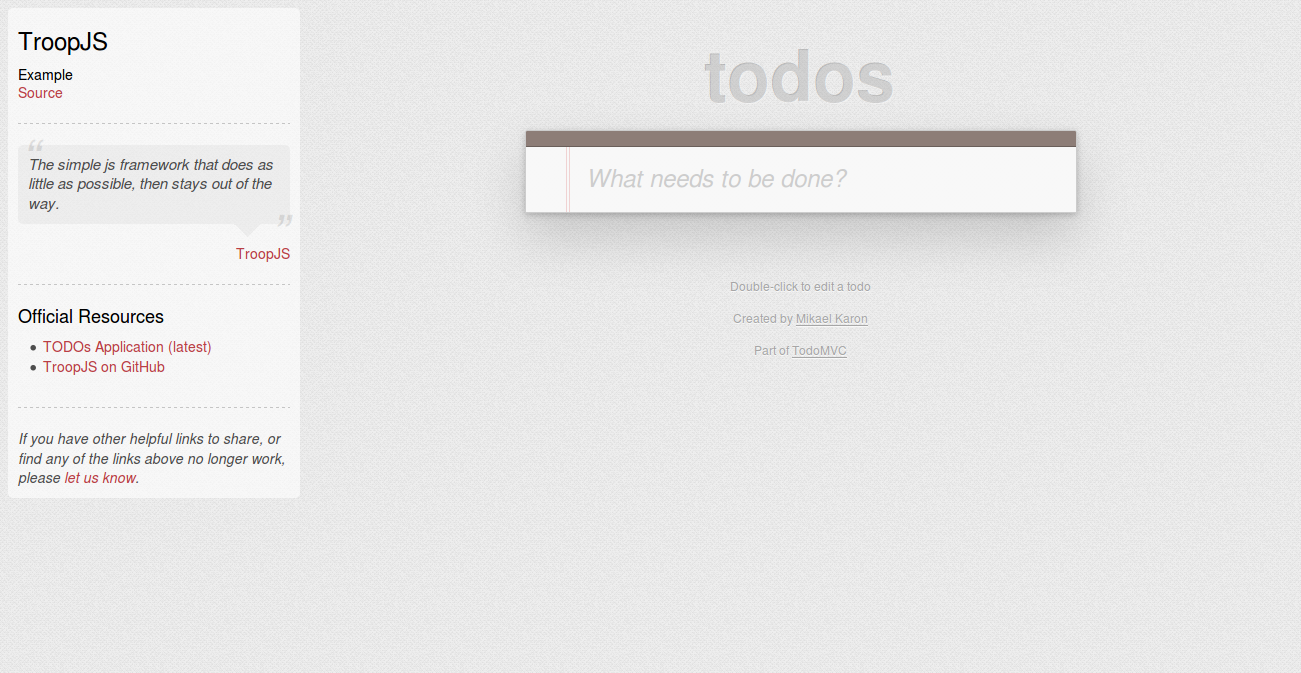 TroopJS
Example
Source
“
The simple js framework that does as
little as possible, then stays out of the
way.
”
TroopJS
Official Resources
• TODOs Application (latest)
• TroopJS on GitHub
If you have other helpful links to share, or
find any of the links above no longer work,
please let us know.
todos
What needs to be done?
Double-click to edit a todo
Created by Mikael Karon
Part of TodoMVC